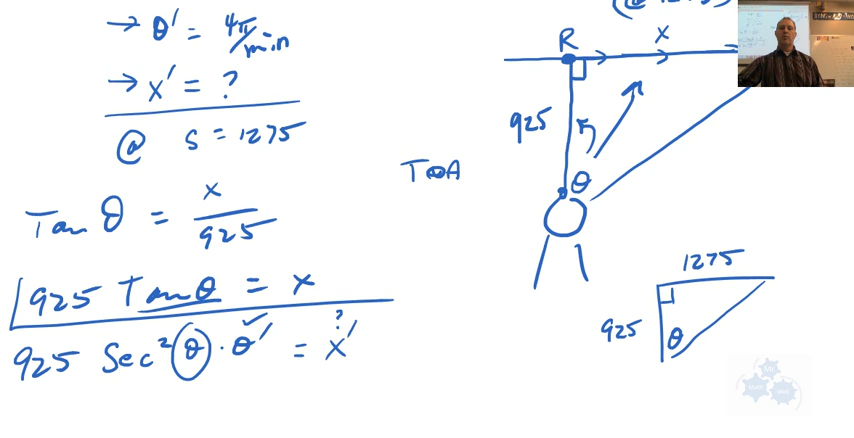 → θ' = 4π/min
→ x' = ?
@ S = 1275
Tan θ = x/925
925 Tan θ = x
925 Sec² θ · θ' = x'
?
TOA
R
x
925
θ
1275
925
θ